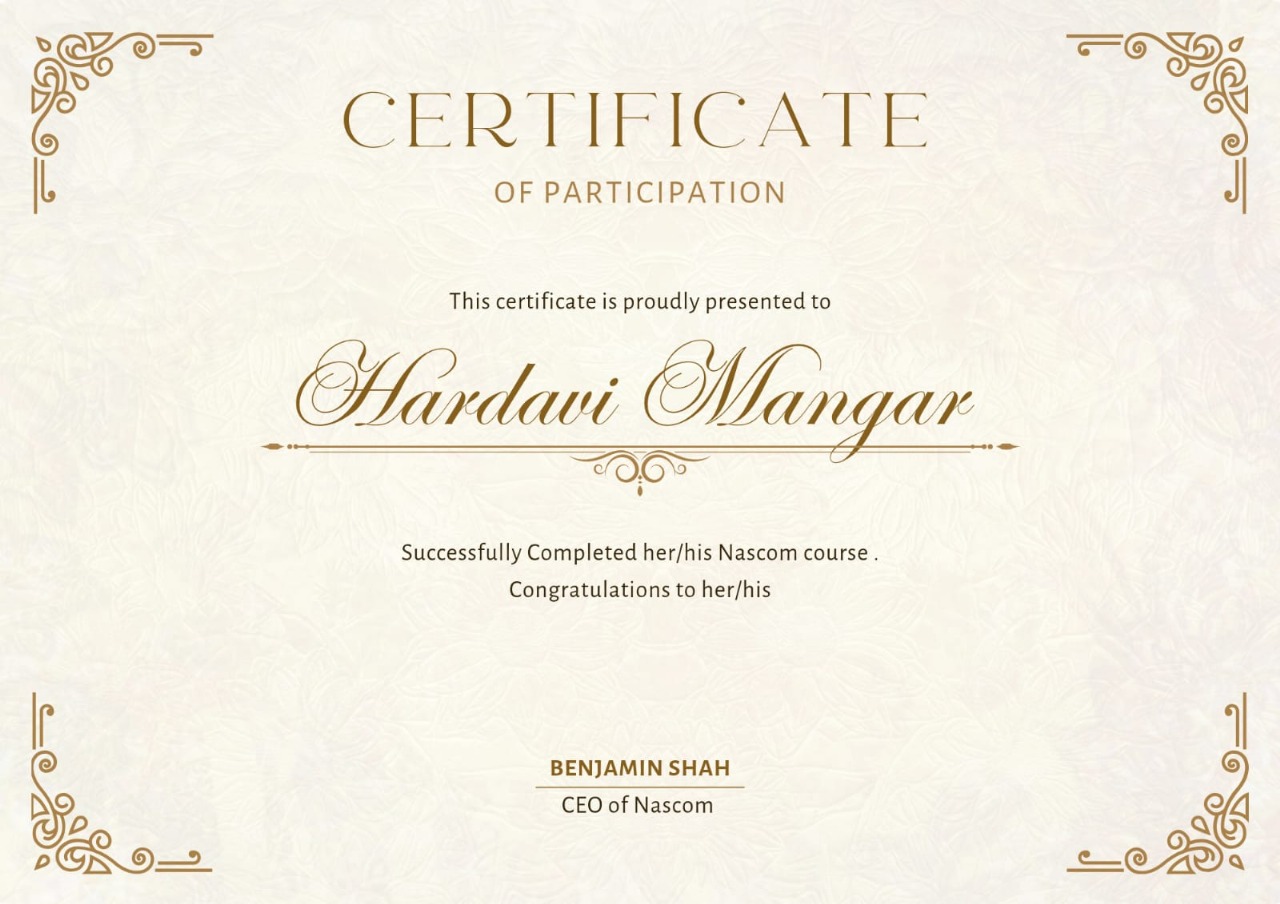 CERTIFICATE
OF PARTICIPATION
This certificate is proudly presented to
Hardavi Mangar
Successfully Completed her/his Nascom course .
Congratulations to her/his
BENJAMIN SHAH
CEO of Nascom